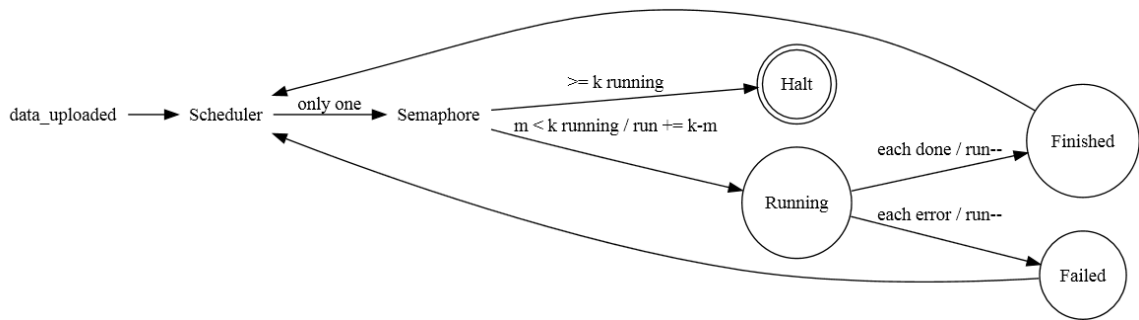 data_uploaded
Scheduler
only one
Semaphore
>= k running
Halt
m < k running / run += k-m
Running
each done / run--
Finished
each error / run--
Failed